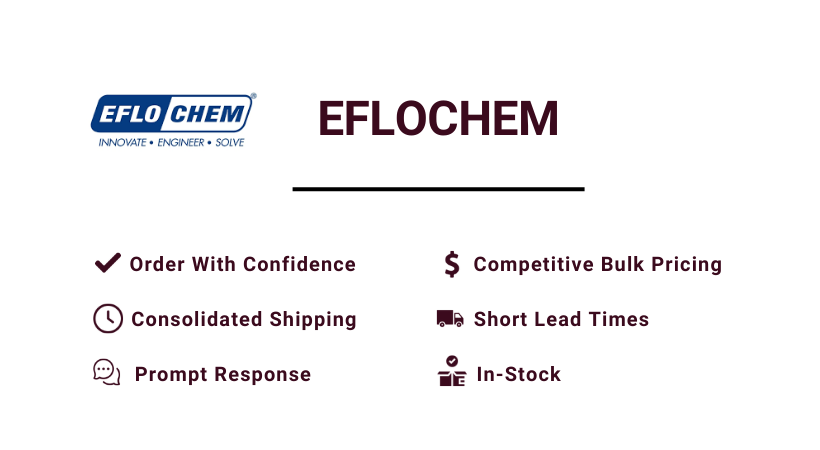 EFLOCHEM®
INNOVATE • ENGINEER • SOLVE
EFLOCHEM
Order With Confidence
Competitive Bulk Pricing
Consolidated Shipping
Short Lead Times
Prompt Response
In-Stock